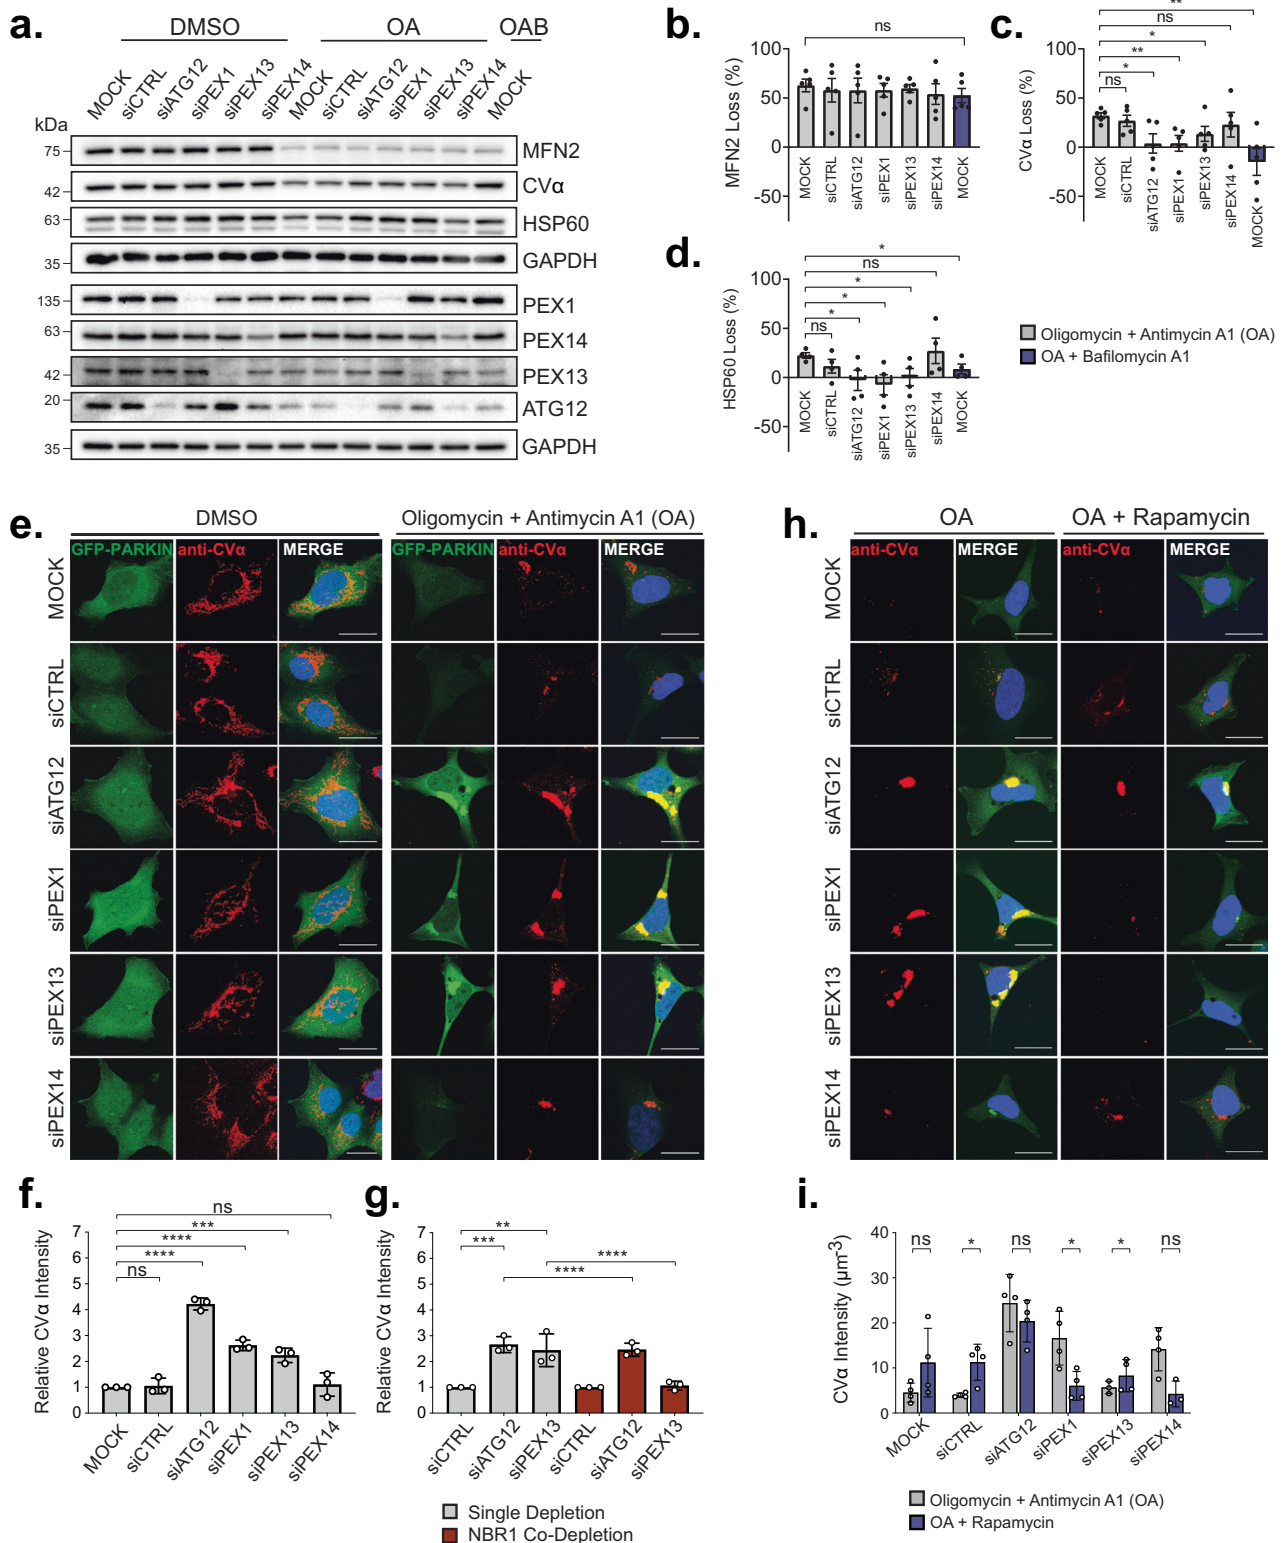 a.
DMSO OA OAB
MOCK siCTRL siATG12 siPEX1 siPEX13 siPEX14 MOCK siCTRL siATG12 siPEX1 siPEX13 siPEX14 MOCK
kDa
75 MFN2
42 CVα
63 HSP60
35 GAPDH
135 PEX1
63 PEX14
42 PEX13
20 ATG12
35 GAPDH
b.
ns
MFN2 Loss (%)
100
50
0
-50
MOCK siCTRL siATG12 siPEX1 siPEX13 siPEX14 MOCK
c.
**
ns
*
**
*
ns
CVα Loss (%)
100
50
0
-50
MOCK siCTRL siATG12 siPEX1 siPEX13 siPEX14 MOCK
d.
*
ns
*
*
*
ns
HSP60 Loss (%)
100
50
0
-50
MOCK siCTRL siATG12 siPEX1 siPEX13 siPEX14 MOCK
Oligomycin + Antimycin A1 (OA)
OA + Bafilomycin A1
e.
DMSO Oligomycin + Antimycin A1 (OA)
GFP-PARKIN anti-CVα MERGE GFP-PARKIN anti-CVα MERGE
MOCK
siCTRL
siATG12
siPEX1
siPEX13
siPEX14
h.
OA OA + Rapamycin
anti-CVα MERGE anti-CVα MERGE
MOCK
siCTRL
siATG12
siPEX1
siPEX13
siPEX14
f.
ns
***
****
****
ns
Relative CVα Intensity
7
6
5
4
3
2
1
0
MOCK siCTRL siATG12 siPEX1 siPEX13 siPEX14
g.
**
***
****
****
Relative CVα Intensity
7
6
5
4
3
2
1
0
siCTRL siATG12 siPEX13 siCTRL siATG12 siPEX13
Single Depletion
NBR1 Co-Depletion
i.
ns * ns * * ns
CVα Intensity (µm-3)
40
30
20
10
0
MOCK siCTRL siATG12 siPEX1 siPEX13 siPEX14
Oligomycin + Antimycin A1 (OA)
OA + Rapamycin